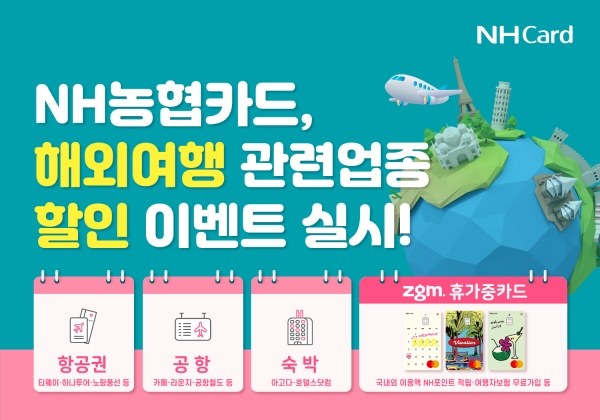 NH Card
NH농협카드,
해외여행 관련업종
할인 이벤트 실시!
항공권
티웨이·하나투어·노랑풍선 등
공항
카페·라운지·공항철도 등
숙박
아고다·호텔스닷컴
zgm. 휴가중카드
Vacation
국내외 이용액 NH포인트 적립·여행자보험 무료가입 등